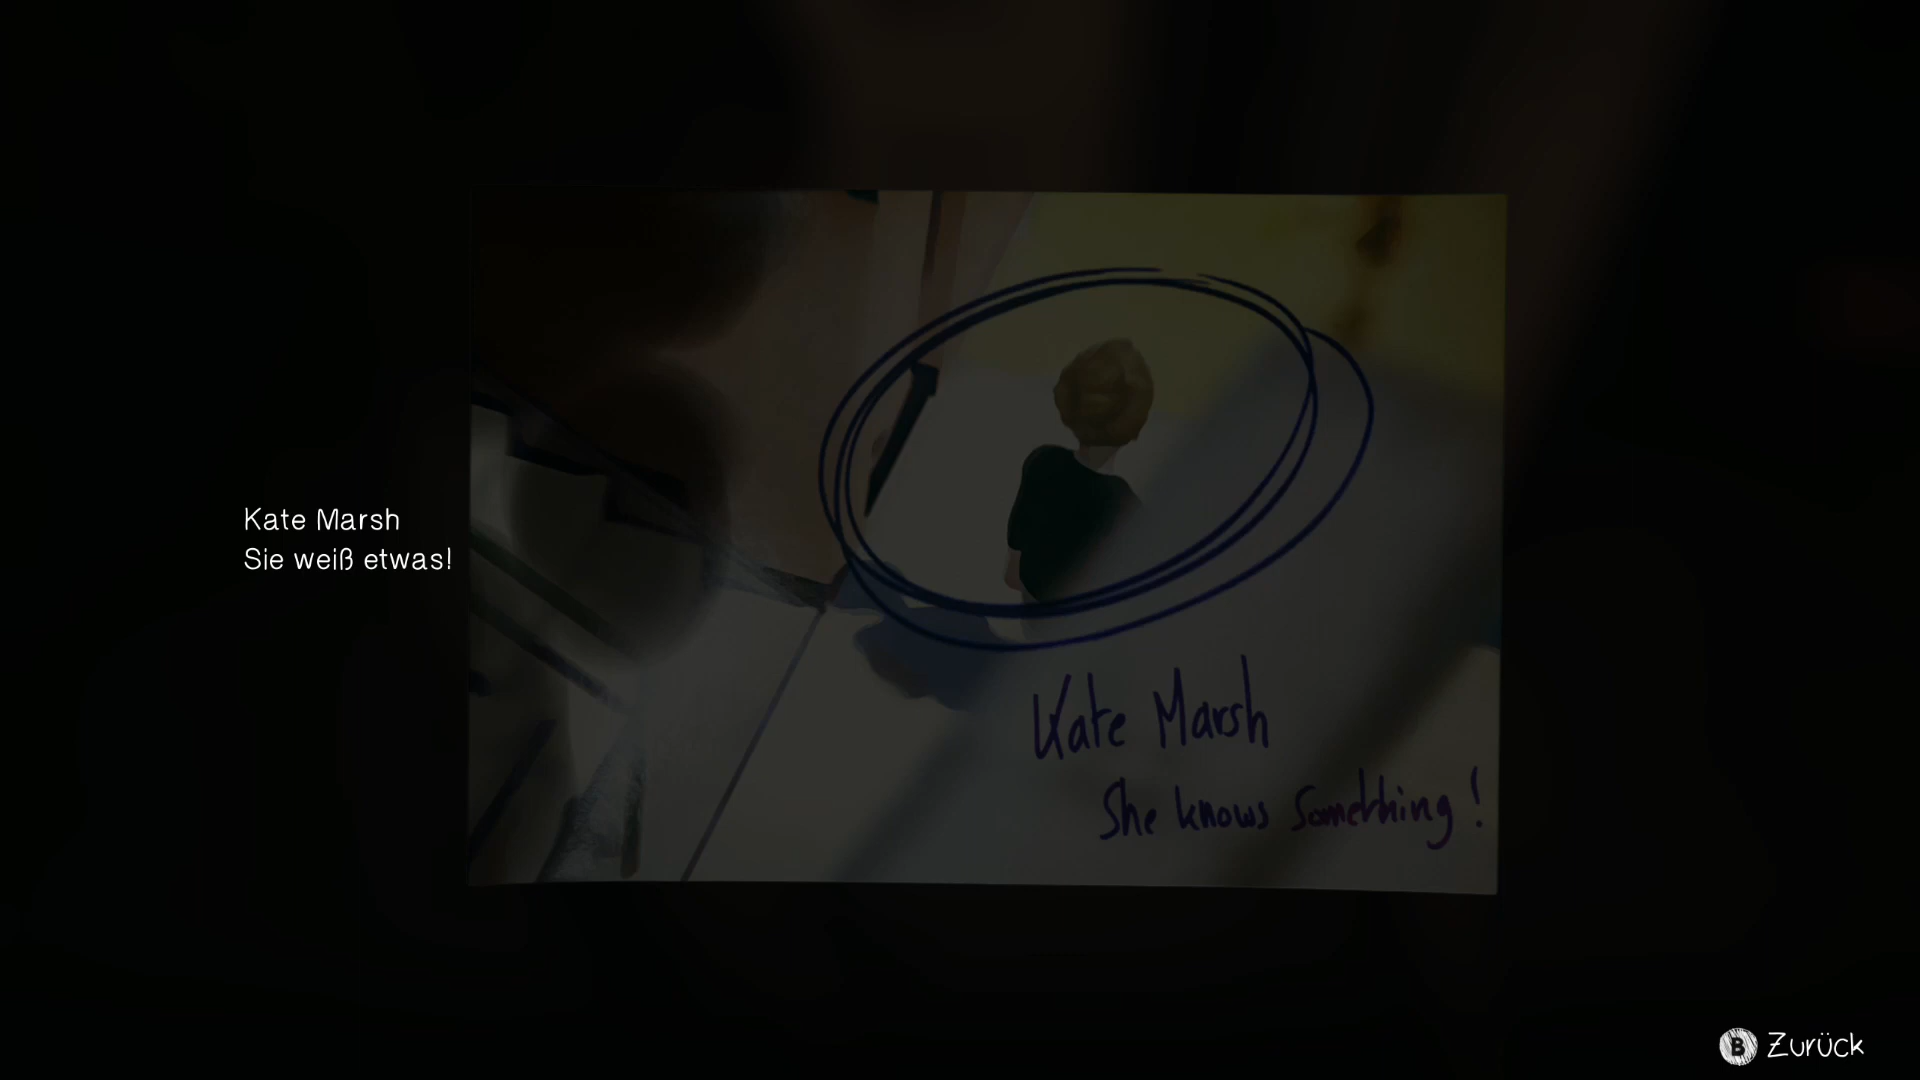 Kate Marsh
Sie weiß etwas!
Kate Marsh
She knows Something!
B Zurück